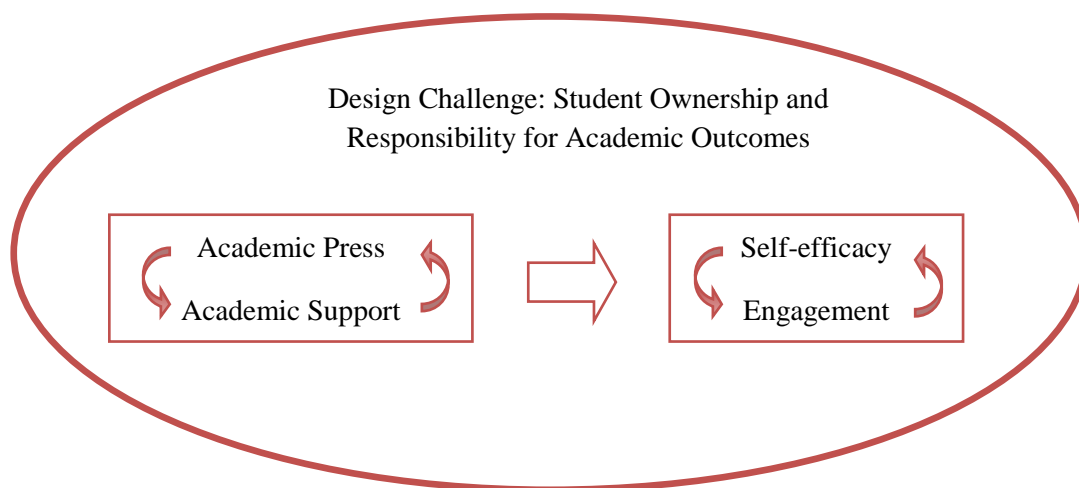 Design Challenge: Student Ownership and
Responsibility for Academic Outcomes
Academic Press
Academic Support
Self-efficacy
Engagement